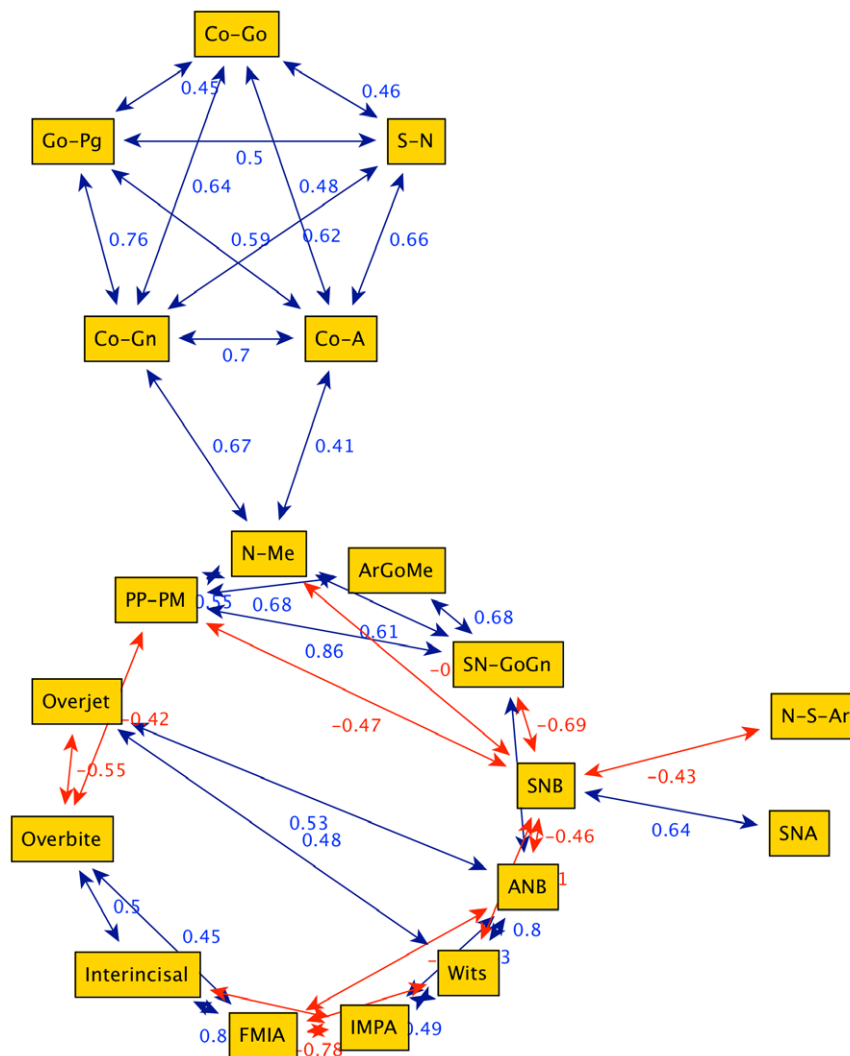 Co-Go
0.45
0.46
Go-Pg
S-N
0.5
0.64
0.48
0.76
0.59
0.62
0.66
Co-Gn
Co-A
0.7
0.67
0.41
N-Me
ArGoMe
PP-PM
0.55
0.68
0.68
0.61
0.86
SN-GoGn
Overjet
-0.42
-0.47
-0.69
N-S-Ar
-0.55
-0.43
SNB
0.53
0.48
-0.46
0.64
SNA
Overbite
ANB
0.5
0.45
0.8
Interincisal
Wits
0.8
FMIA
IMPA
0.49
-0.78